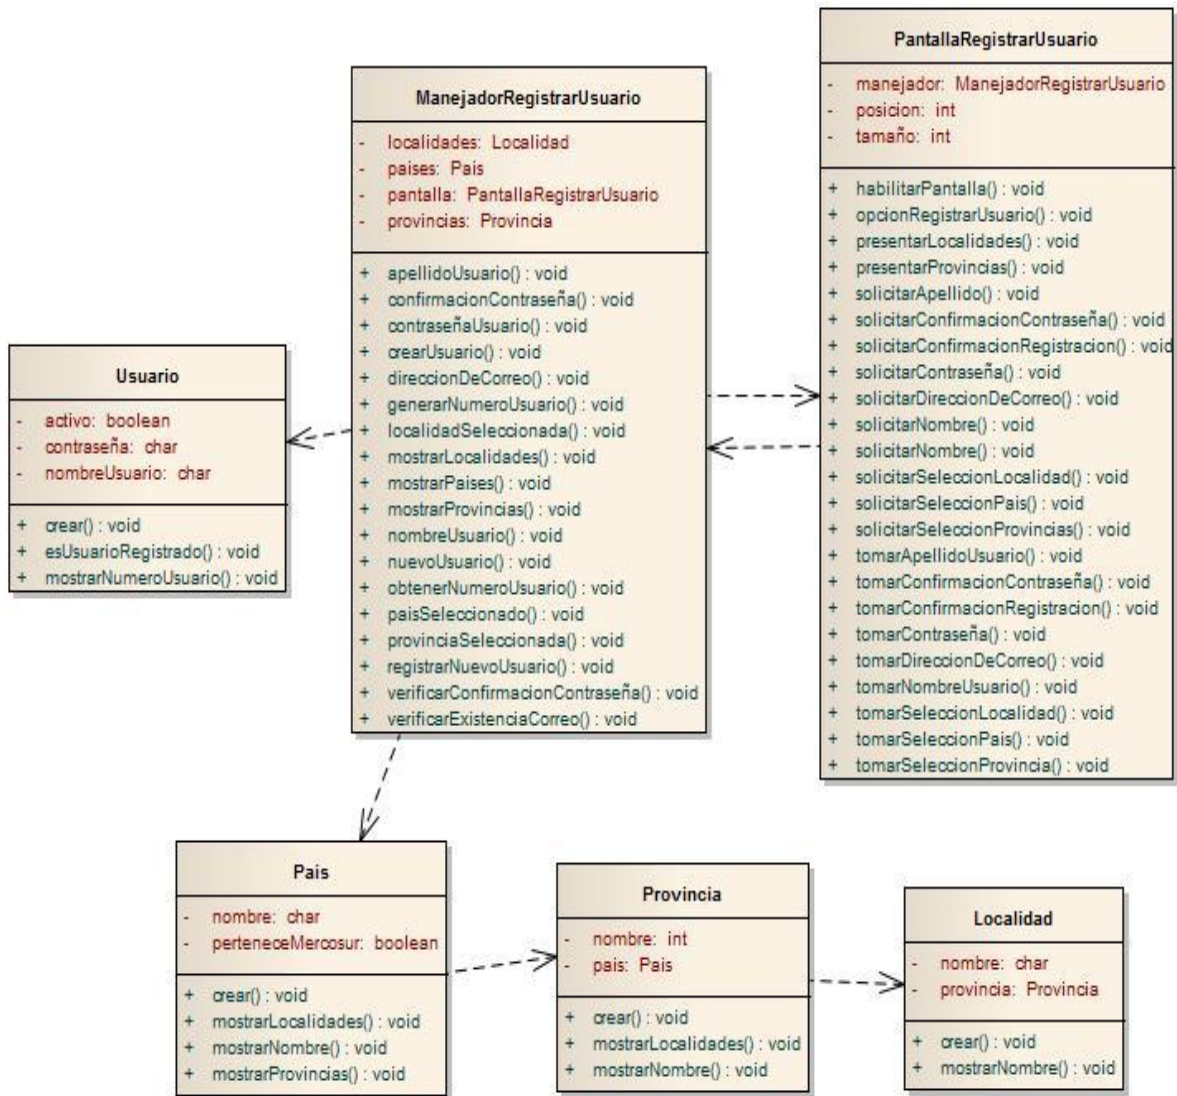 PantallaRegistrarUsuario
- manejador: ManejadorRegistrarUsuario
- posicion: int
- tamaño: int
+ habilitarPantalla() : void
+ opcionRegistrarUsuario() : void
+ presentarLocalidades() : void
+ presentarProvincias() : void
+ solicitarApellido() : void
+ solicitarConfirmacionContraseña() : void
+ solicitarConfirmacionRegistracion() : void
+ solicitarContraseña() : void
+ solicitarDireccionDeCorreo() : void
+ solicitarNombre() : void
+ solicitarNombre() : void
+ solicitarSeleccionLocalidad() : void
+ solicitarSeleccionPais() : void
+ solicitarSeleccionProvincias() : void
+ tomarApellidoUsuario() : void
+ tomarConfirmacionContraseña() : void
+ tomarConfirmacionRegistracion() : void
+ tomarContraseña() : void
+ tomarDireccionDeCorreo() : void
+ tomarNombreUsuario() : void
+ tomarSeleccionLocalidad() : void
+ tomarSeleccionPais() : void
+ tomarSeleccionProvincia() : void
ManejadorRegistrarUsuario
- localidades: Localidad
- paises: Pais
- pantalla: PantallaRegistrarUsuario
- provincias: Provincia
+ apellidoUsuario() : void
+ confirmacionContraseña() : void
+ contraseñaUsuario() : void
+ crearUsuario() : void
+ direccionDeCorreo() : void
+ generarNumeroUsuario() : void
+ localidadSeleccionada() : void
+ mostrarLocalidades() : void
+ mostrarPaises() : void
+ mostrarProvincias() : void
+ nombreUsuario() : void
+ nuevoUsuario() : void
+ obtenerNumeroUsuario() : void
+ paisSeleccionado() : void
+ provinciaSeleccionada() : void
+ registrarNuevoUsuario() : void
+ verificarConfirmacionContraseña() : void
+ verificarExistenciaCorreo() : void
Usuario
- activo: boolean
- contraseña: char
- nombreUsuario: char
+ crear() : void
+ esUsuarioRegistrado() : void
+ mostrarNumeroUsuario() : void
Pais
- nombre: char
- perteneceMercosur: boolean
+ crear() : void
+ mostrarLocalidades() : void
+ mostrarNombre() : void
+ mostrarProvincias() : void
Provincia
- nombre: int
- pais: Pais
+ crear() : void
+ mostrarLocalidades() : void
+ mostrarNombre() : void
Localidad
- nombre: char
- provincia: Provincia
+ crear() : void
+ mostrarNombre() : void